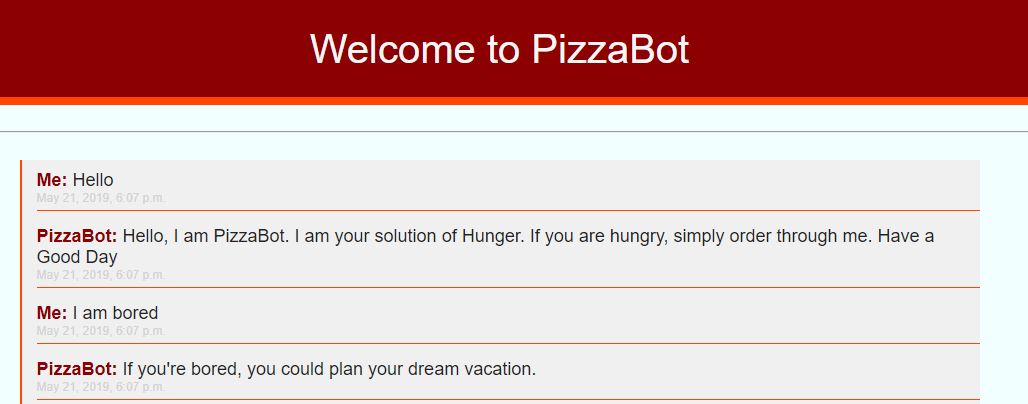 Welcome to PizzaBot
Me: Hello
May 21, 2019, 6:07 p.m.
PizzaBot: Hello, I am PizzaBot. I am your solution of Hunger. If you are hungry, simply order through me. Have a
Good Day
May 21, 2019, 6:07 p.m.
Me: I am bored
May 21, 2019, 6:07 p.m.
PizzaBot: If you're bored, you could plan your dream vacation.
May 21, 2019, 6:07 p.m.